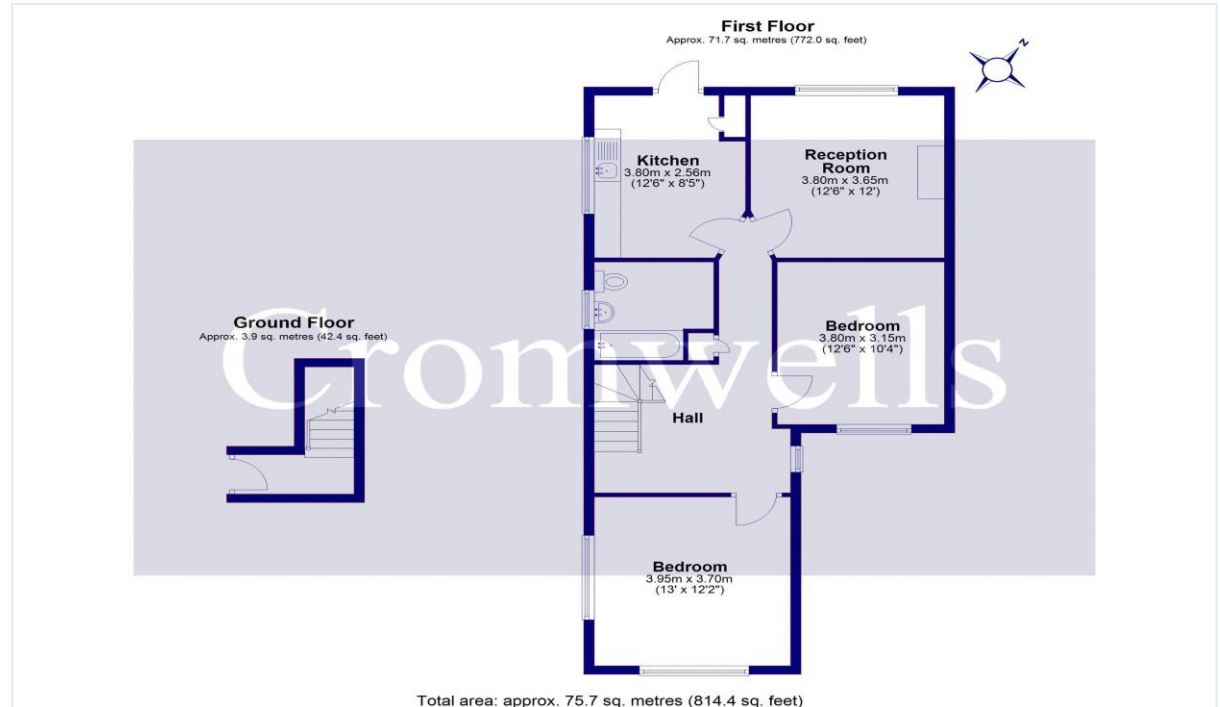 First Floor
Approx. 71.7 sq. metres (772.0 sq. feet)
N
Kitchen
3.80m x 2.56m
(12'6" x 8'5")
Reception
Room
3.80m x 3.65m
(12'6" x 12')
Ground Floor
Approx. 3.9 sq. metres (42.4 sq. feet)
Bedroom
3.80m x 3.15m
(12'6" x 10'4")
Cromwells
Hall
Bedroom
3.95m x 3.70m
(13' x 12'2")
Total area: approx. 75.7 sq. metres (814.4 sq. feet)